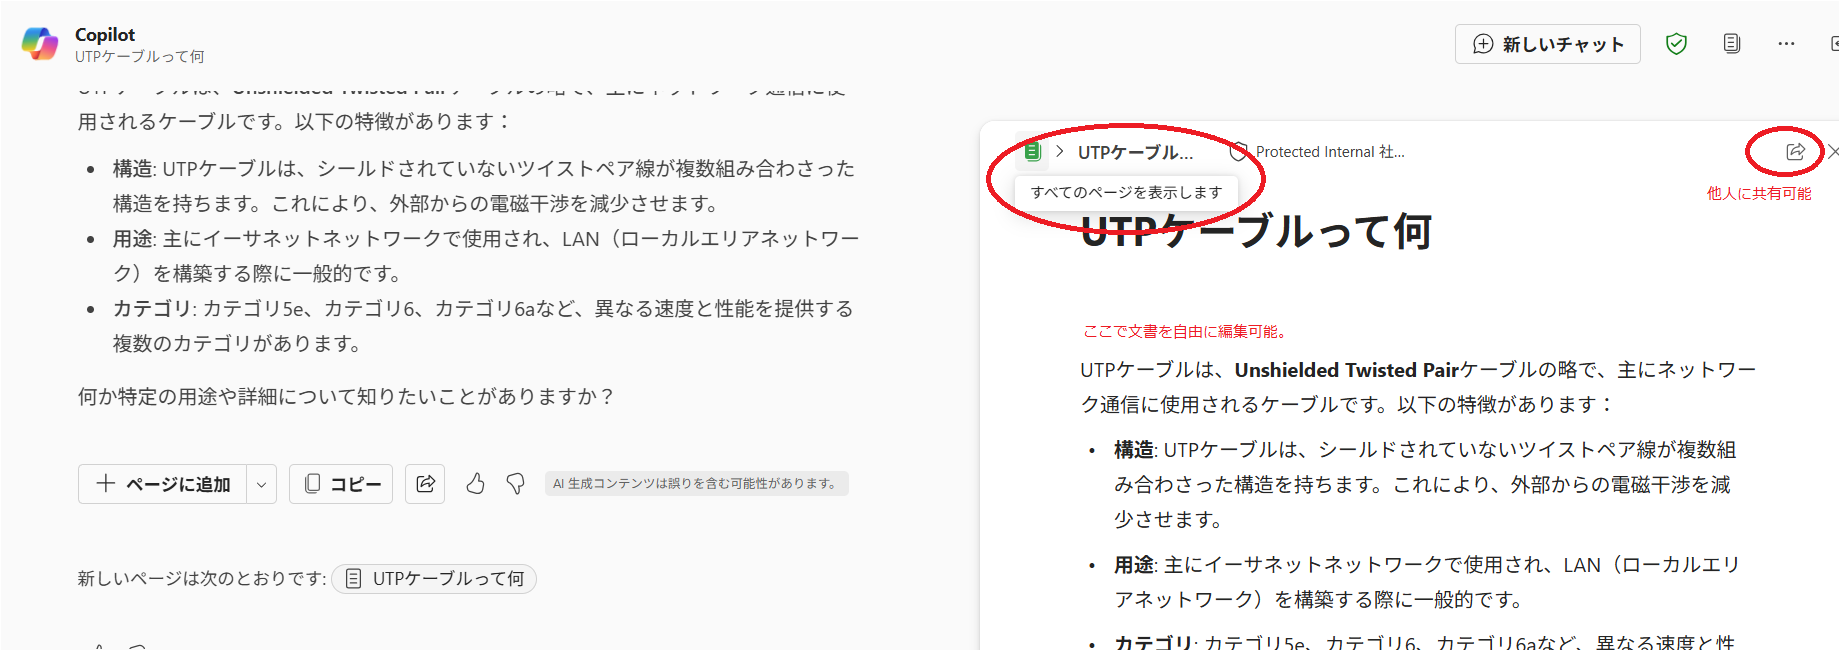 Copilot
UTPケーブルって何
新しいチャット
用されるケーブルです。以下の特徴があります：
• 構造: UTPケーブルは、シールドされていないツイストペア線が複数組み合わさった
構造を持ちます。これにより、外部からの電磁干渉を減少させます。
• 用途: 主にイーサネットネットワークで使用され、LAN（ローカルエリアネットワー
ク）を構築する際に一般的です。
• カテゴリ: カテゴリ5e、カテゴリ6、カテゴリ6aなど、異なる速度と性能を提供する
複数のカテゴリがあります。
何か特定の用途や詳細について知りたいことがありますか？
ページに追加
コピー
AI 生成コンテンツは誤りを含む可能性があります。
新しいページは次のとおりです: UTPケーブルって何
UTPケーブル... Protected Internal 社...
すべてのページを表示します
他人に共有可能
UTPケーブルって何
ここで文書を自由に編集可能。
UTPケーブルは、Unshielded Twisted Pairケーブルの略で、主にネットワー
ク通信に使用されるケーブルです。以下の特徴があります：
• 構造: UTPケーブルは、シールドされていないツイストペア線が複数組
み合わさった構造を持ちます。これにより、外部からの電磁干渉を減
少させます。
• 用途: 主にイーサネットネットワークで使用され、LAN（ローカルエリ
アネットワーク）を構築する際に一般的です。
• カテゴリ: カテゴリ5e、カテゴリ6、カテゴリ6aなど、異なる速度と性